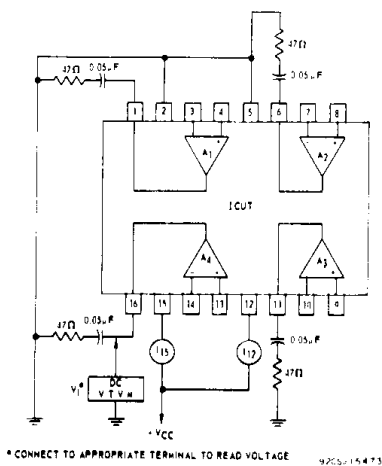 47Ω
0.05μF
47Ω
0.05μF
1
2
3
4
5
6
7
8
A1
A2
ICUT
A4
A3
16
15
14
13
12
11
10
9
47Ω
0.05μF
I15
I12
0.05μF
47Ω
DC
V T V M
V1*
+VCC
* CONNECT TO APPROPRIATE TERMINAL TO READ VOLTAGE
92CS-15473